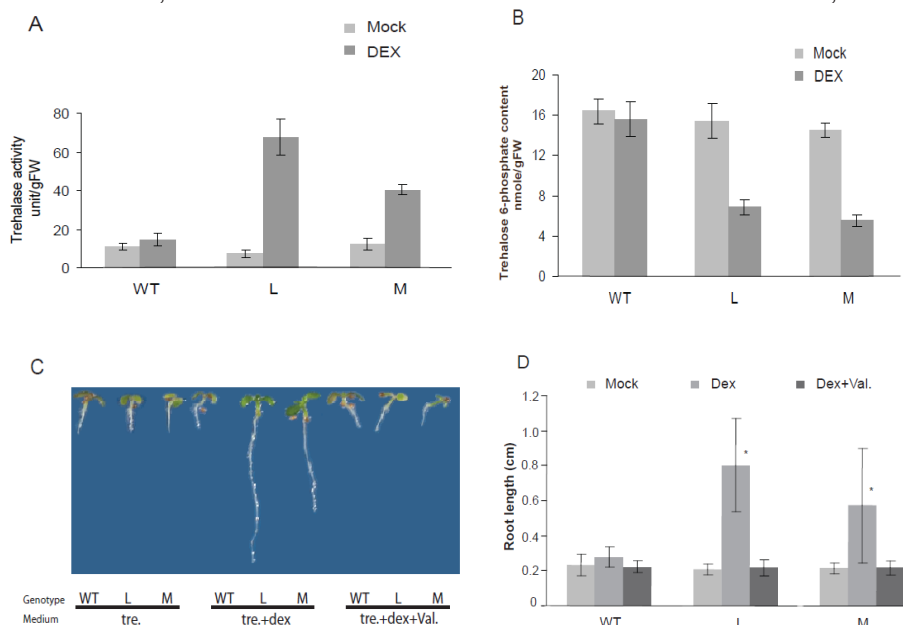 A
Mock
DEX
Trehalase activity
unit/gFW
80
60
40
20
0
WT L M
B
Mock
DEX
Trehalose 6-phosphate content
nmole/gFW
20
16
12
8
4
0
WT L M
C
Genotype WT L M WT L M WT L M
Medium tre. tre.+dex tre.+dex+Val.
D
Mock Dex Dex+Val.
Root length (cm)
1.2
1.0
0.8
0.6
0.4
0.2
0
* *
WT L M